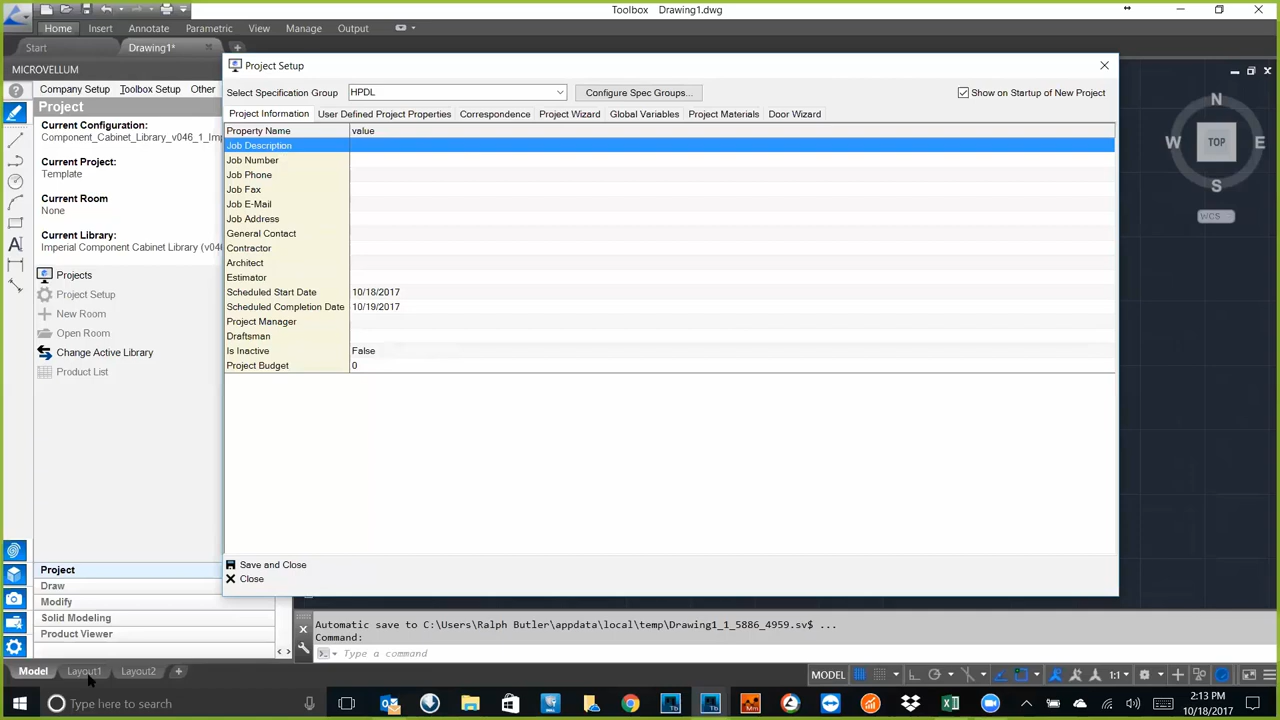 Toolbox Drawing1.dwg
Home Insert Annotate Parametric View Manage Output
Start Drawing1*
MICROVELLUM
Company Setup Toolbox Setup Other
Project
Current Configuration:
Component_Cabinet_Library_v046_1_Imp
Current Project:
Template
Current Room
None
Current Library:
Imperial Component Cabinet Library (v046
Projects
Project Setup
New Room
Open Room
Change Active Library
Product List
Project
Draw
Modify
Solid Modeling
Product Viewer
Project Setup
Select Specification Group HPDL Configure Spec Groups... Show on Startup of New Project
Project Information User Defined Project Properties Correspondence Project Wizard Global Variables Project Materials Door Wizard
Property Name value
Job Description
Job Number
Job Phone
Job Fax
Job E-Mail
Job Address
General Contact
Contractor
Architect
Estimator
Scheduled Start Date 10/18/2017
Scheduled Completion Date 10/19/2017
Project Manager
Draftsman
Is Inactive False
Project Budget 0
Save and Close
Close
N
W TOP E
S
WCS
Automatic save to C:\Users\Ralph Butler\appdata\local\temp\Drawing1_1_5886_4959.sv$ ...
Command:
Type a command
Model Layout1 Layout2 +
MODEL 1:1
Type here to search
2:13 PM
10/18/2017